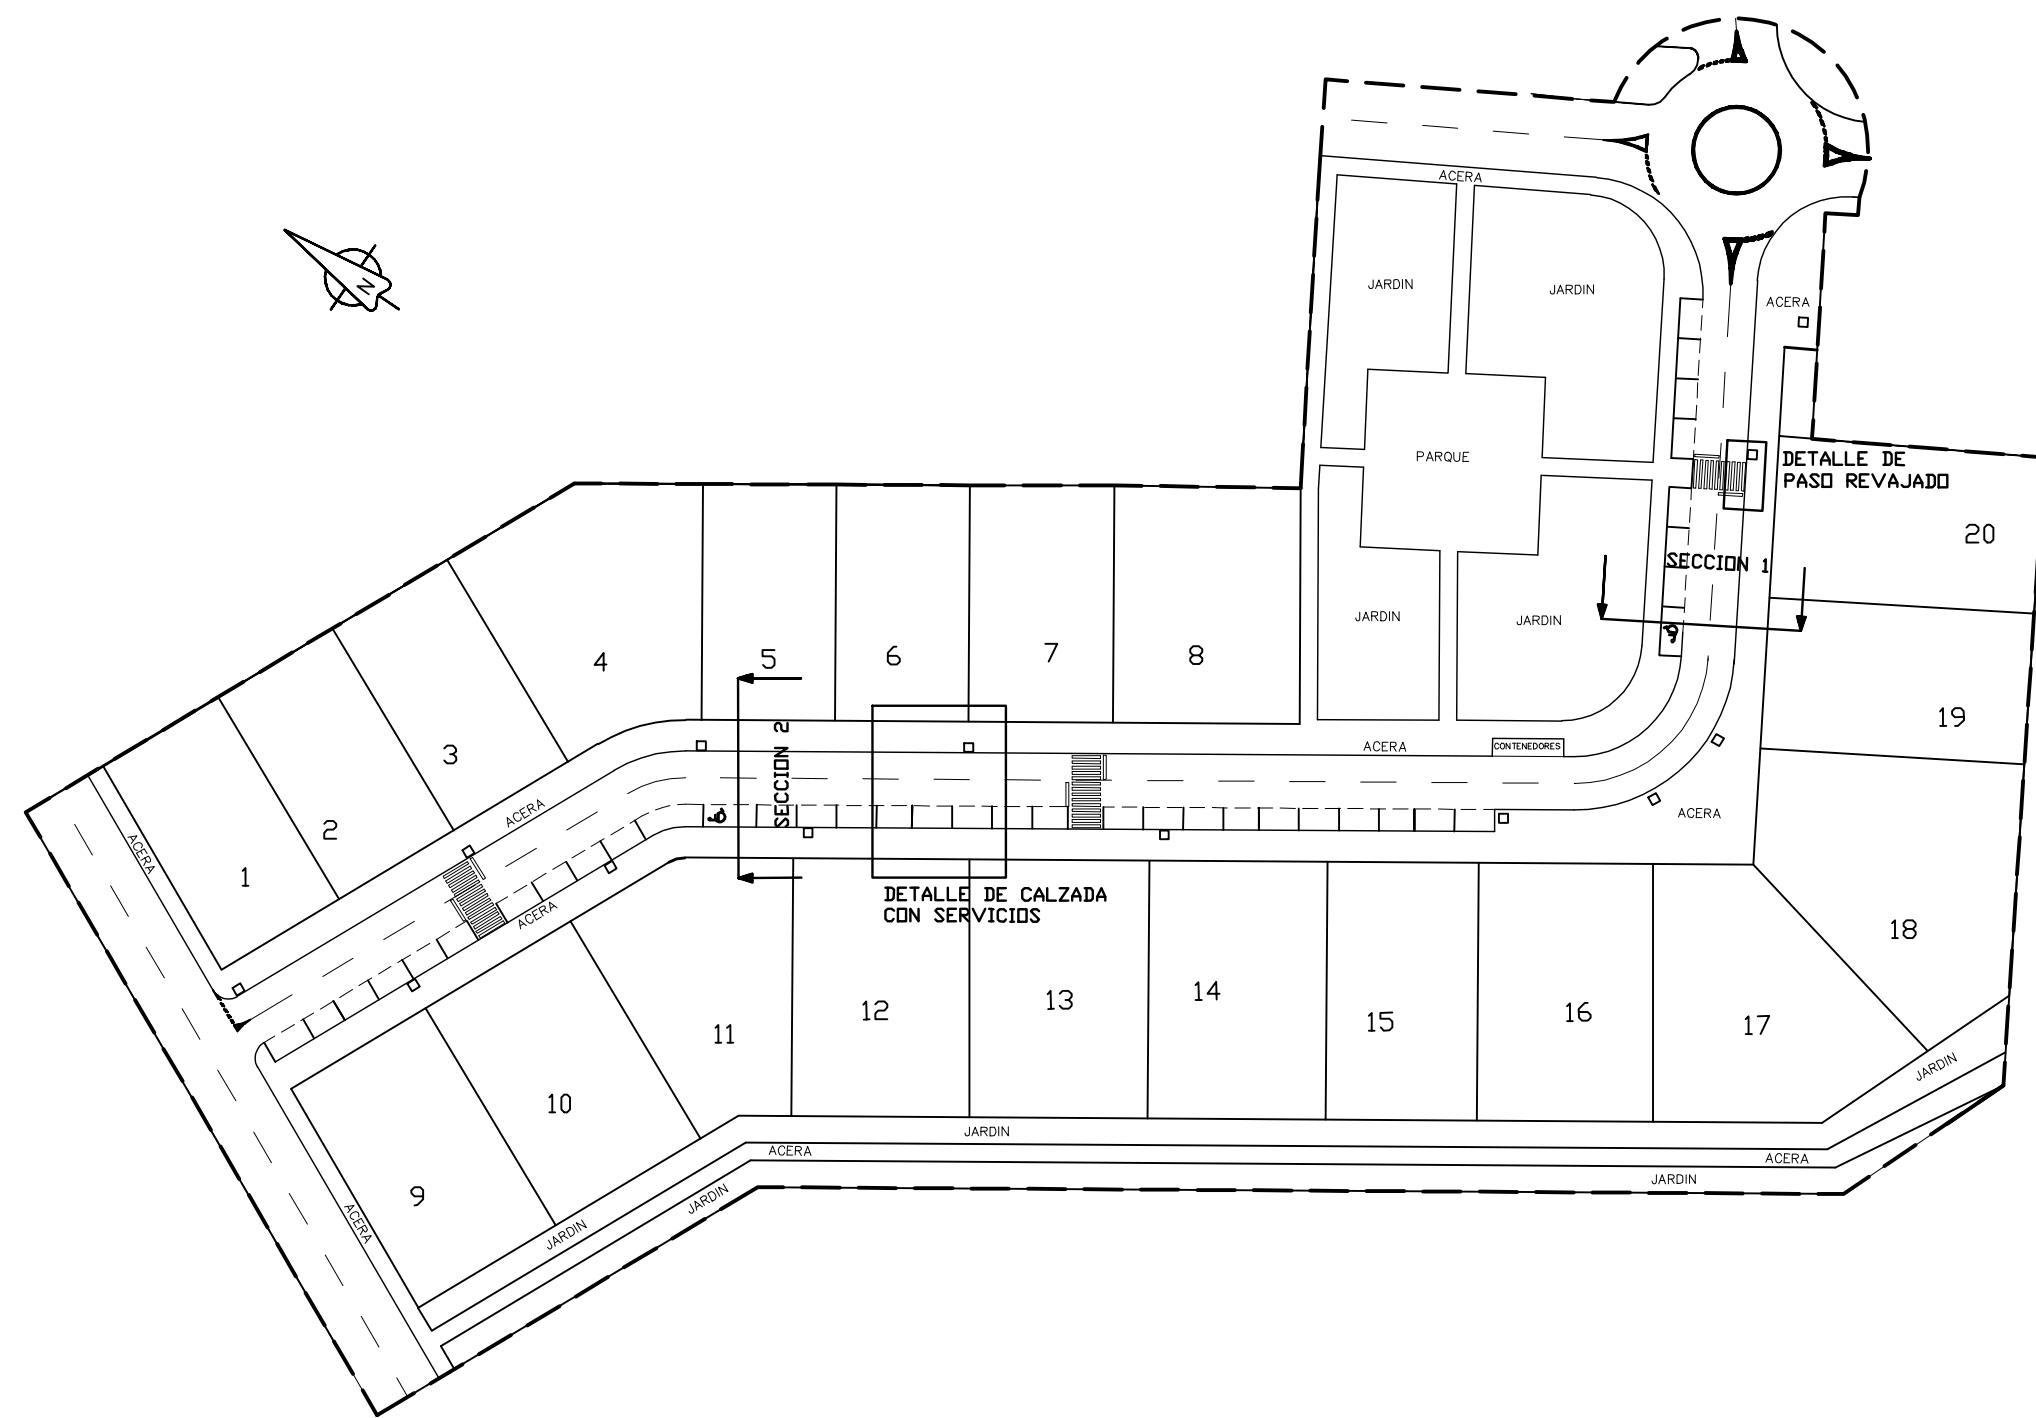 ACERA
N
JARDIN
JARDIN
ACERA
PARQUE
DETALLE DE
PASO REVAJADO
20
SECCION 1
JARDIN
JARDIN
4
5
6
7
8
19
3
SECCION 2
ACERA
CONTENEDORES
2
ACERA
ACERA
ACERA
1
DETALLE DE CALZADA
CON SERVICIOS
ACERA
18
9
10
11
12
13
14
15
16
17
JARDIN
JARDIN
ACERA
ACERA
JARDIN
JARDIN
JARDIN
ACERA